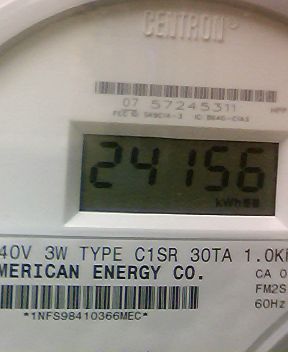 CENTRON®
07 57245311
24156
kWh
40V 3W TYPE C1SR 30TA 1.0K
MERICAN ENERGY CO.
CA 0
FM2S
60Hz
*1NFS98410366MEC*